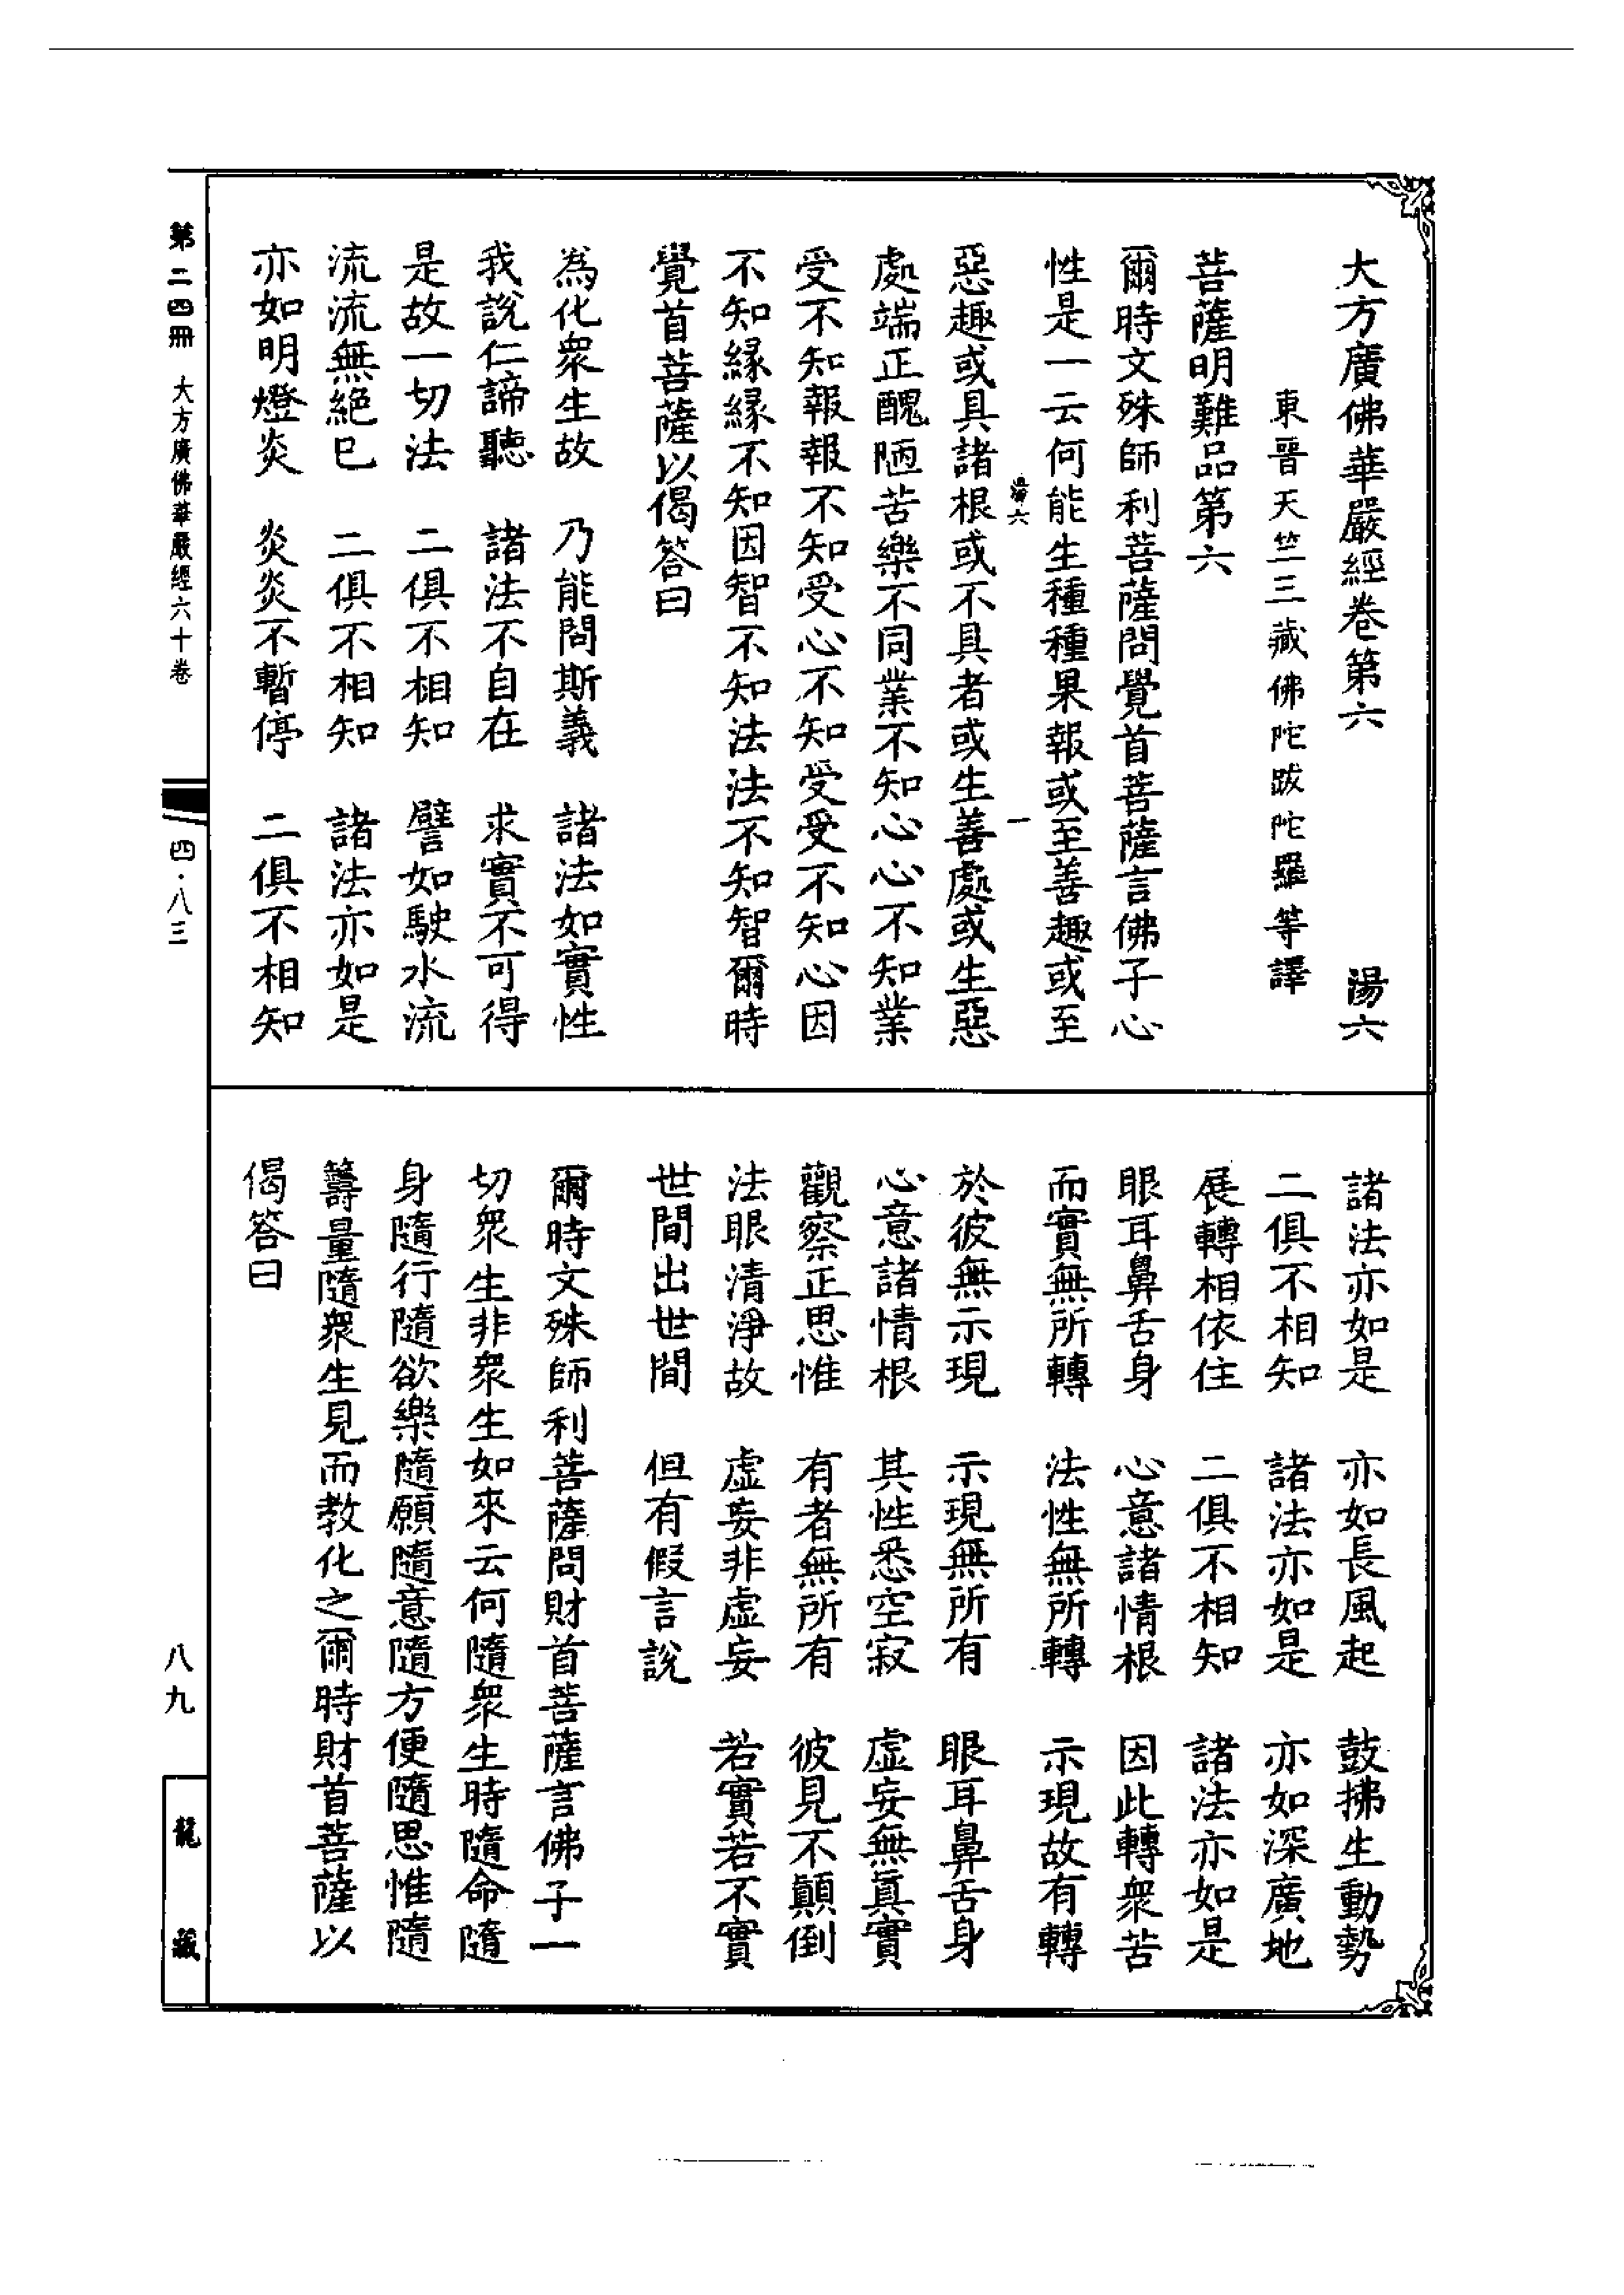 大方廣佛華嚴經卷第六 湯六
東晉天竺三藏佛陀跋陀羅等譯
菩薩明難品第六
爾時文殊師利菩薩問覺首菩薩言佛子心
性是一云何能生種種果報或至善趣或至
湯六 一
惡趣或具諸根或不具者或生善處或生惡
處端正醜陋苦樂不同業不知心心不知業
受不知報報不知受心不知受受不知心因
不知緣緣不知因智不知法法不知智爾時
覺首菩薩以偈答曰
為化衆生故 乃能問斯義 諸法如實性
我說仁諦聽 諸法不自在 求實不可得
是故一切法 二俱不相知 譬如駛水流
流流無絕已 二俱不相知 諸法亦如是
亦如明燈炎 炎炎不暫停 二俱不相知
諸法亦如是 亦如長風起 鼓拂生動勢
二俱不相知 諸法亦如是 亦如深廣地
展轉相依住 二俱不相知 諸法亦如是
眼耳鼻舌身 心意諸情根 因此轉衆苦
而實無所轉 法性無所轉 示現故有轉
於彼無示現 示現無所有 眼耳鼻舌身
心意諸情根 其性悉空寂 虛妄無眞實
觀察正思惟 有者無所有 彼見不顛倒
法眼清淨故 虛妄非虛妄 若實若不實
世間出世間 但有假言說
爾時文殊師利菩薩問財首菩薩言佛子一
切衆生非衆生如來云何隨衆生時隨命隨
身隨行隨欲樂隨願隨意隨方便隨思惟隨
籌量隨衆生見而教化之爾時財首菩薩以
偈答曰
第二四冊 大方廣佛華嚴經六十卷 四·八三 八九 龍藏